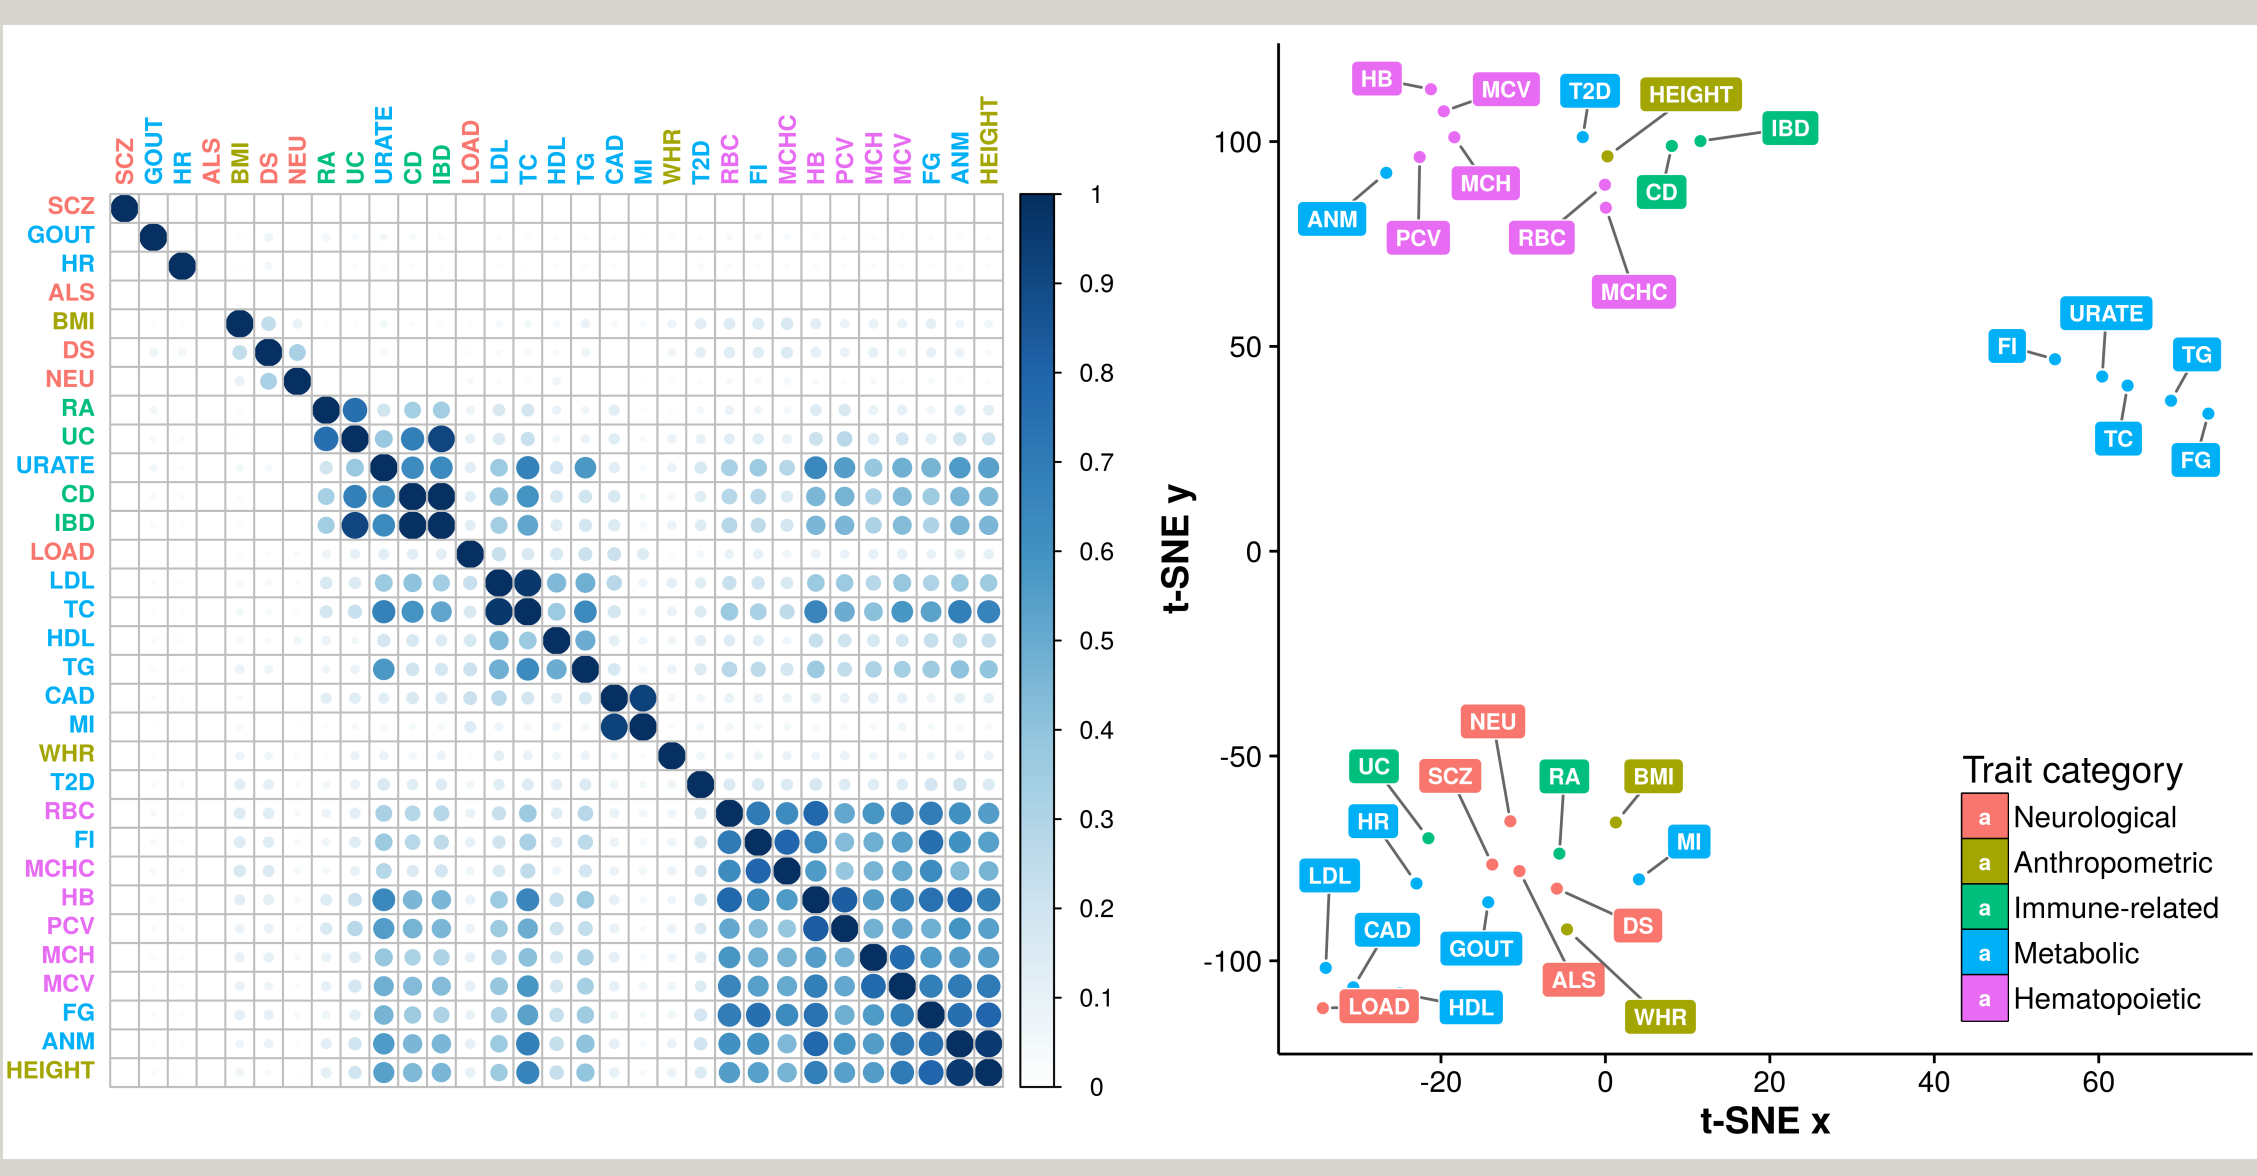 SCZ
GOUT
HR
ALS
BMI
DS
NEU
RA
UC
URATE
CD
IBD
LOAD
LDL
TC
HDL
TG
CAD
MI
WHR
T2D
RBC
FI
MCHC
HB
PCV
MCH
MCV
FG
ANM
HEIGHT
SCZ
GOUT
HR
ALS
BMI
DS
NEU
RA
UC
URATE
CD
IBD
LOAD
LDL
TC
HDL
TG
CAD
MI
WHR
T2D
RBC
FI
MCHC
HB
PCV
MCH
MCV
FG
ANM
HEIGHT
1
0.9
0.8
0.7
0.6
0.5
0.4
0.3
0.2
0.1
0
t-SNE y
100
50
0
-50
-100
HB
MCV
T2D
HEIGHT
IBD
MCH
CD
ANM
PCV
RBC
MCHC
URATE
FI
TG
TC
FG
NEU
UC
SCZ
RA
BMI
HR
MI
LDL
CAD
DS
GOUT
ALS
LOAD
HDL
WHR
Trait category
a Neurological
a Anthropometric
a Immune-related
a Metabolic
a Hematopoietic
-20
0
20
40
60
t-SNE x